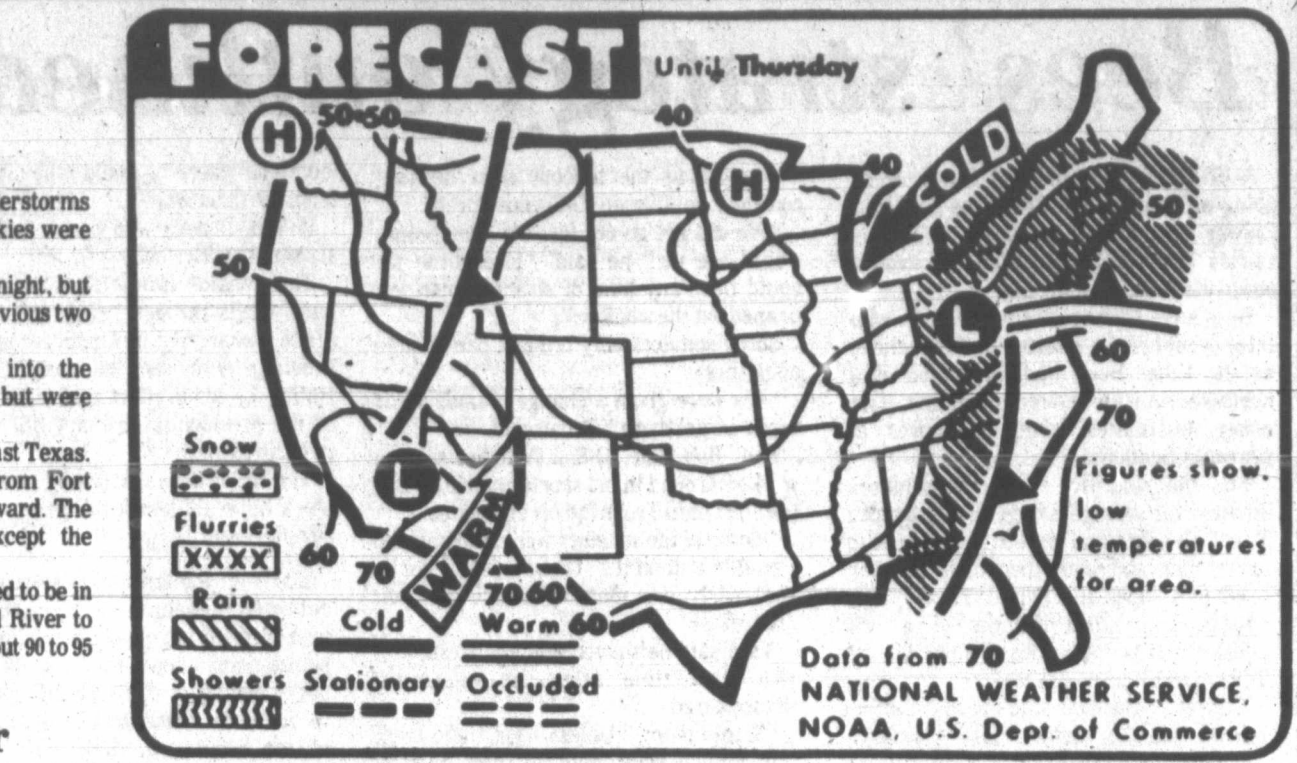 erstorms
kies were
night, but
vious two
into the
but were
ast Texas.
from Fort
ward. The
xcept the
ed to be in
l River to
out 90 to 95
r
FORECAST
Until Thursday
H
50
50
40
H
40
COLD
50
50
L
60
70
L
WARM
60
70
70 60
60
70
Snow
Flurries
XXXX
Rain
Showers
Cold
Warm
Stationary
Occluded
Figures show.
low
temperatures
for area.
Data from
NATIONAL WEATHER SERVICE,
NOAA, U.S. Dept. of Commerce